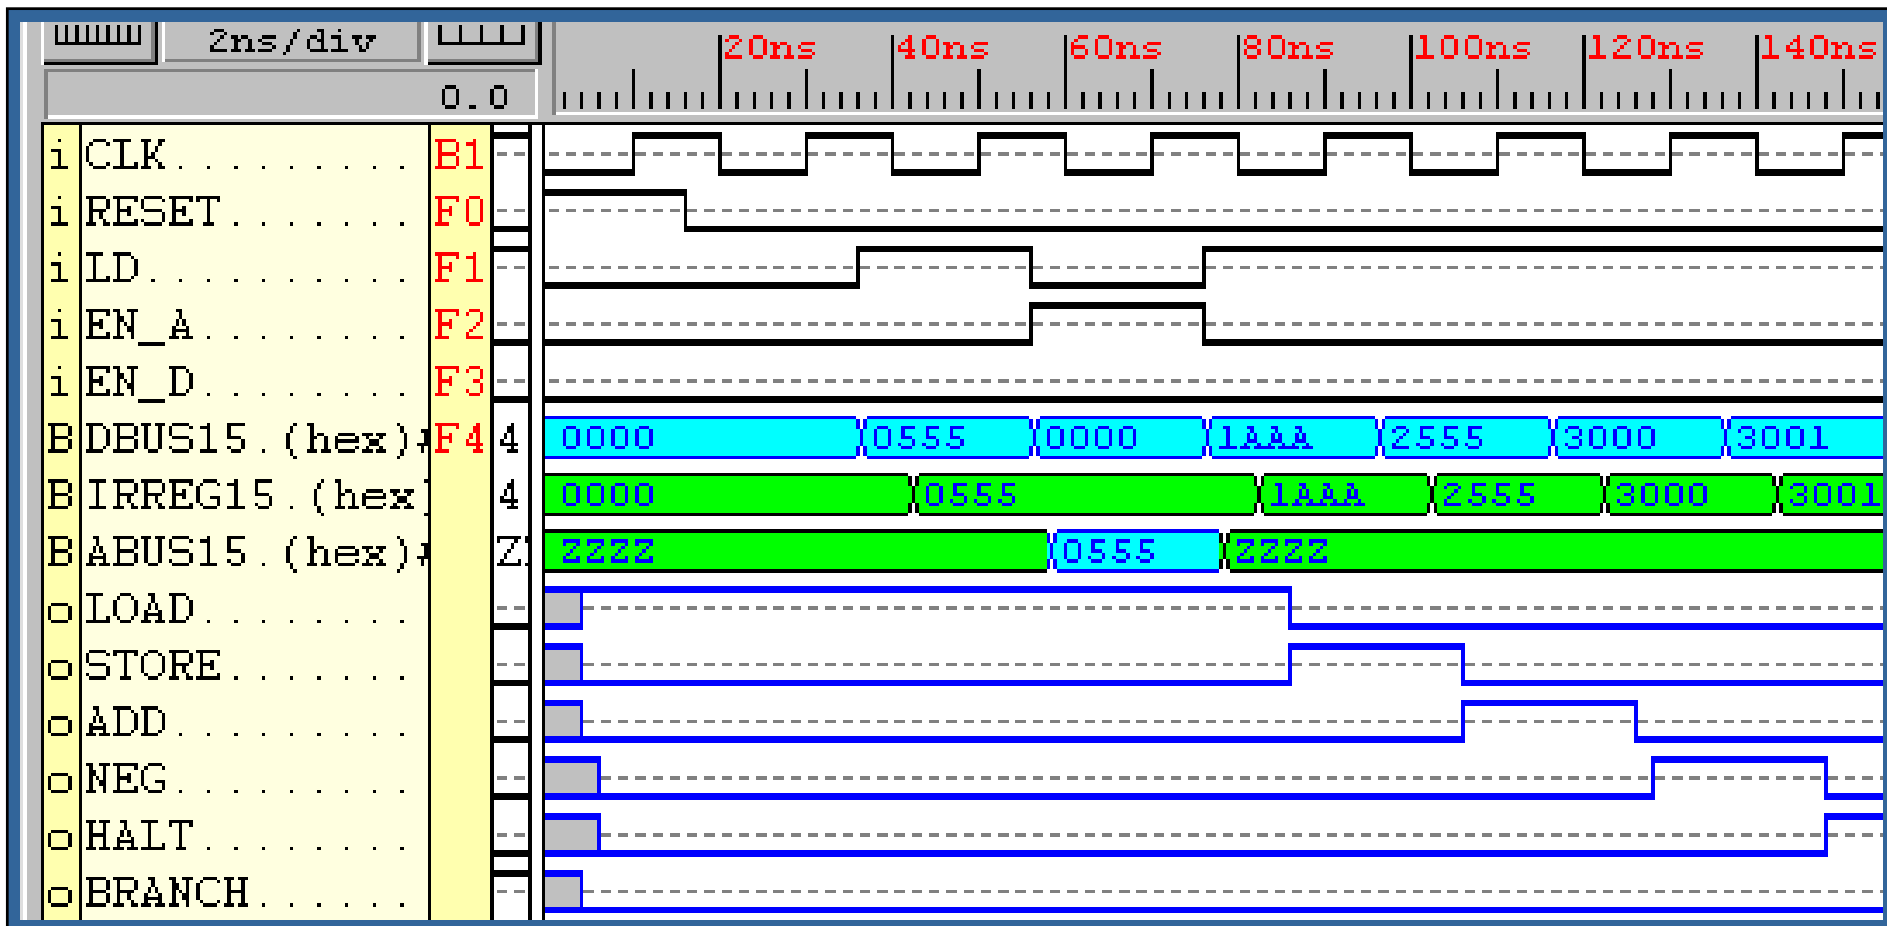 2ns/div 20ns 40ns 60ns 80ns 100ns 120ns 140ns
0.0
i CLK......... B1
i RESET....... F0
i LD.......... F1
i EN_A........ F2
i EN_D........ F3
B DBUS15.(hex)# F4 4 0000 0555 0000 1AAA 2555 3000 3001
B IRREG15.(hex) 4 0000 0555 1AAA 2555 3000 3001
B ABUS15.(hex)# Z ZZZZ 0555 ZZZZ
o LOAD........
o STORE.......
o ADD.........
o NEG.........
o HALT........
o BRANCH......